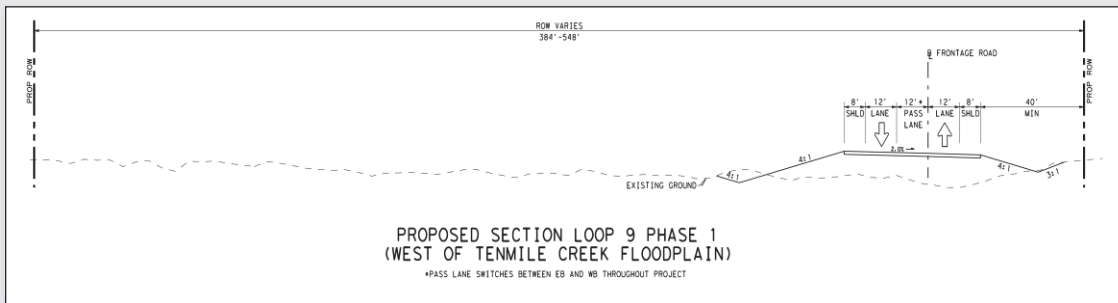 ROW VARIES
384'-548'
℄ FRONTAGE ROAD
PROP ROW
PROP ROW
8' 12' 12'* 12' 8' 40'
SHLD LANE PASS LANE SHLD MIN
LANE
2.0%
4:1
4:1
4:1
3:1
EXISTING GROUND
PROPOSED SECTION LOOP 9 PHASE 1
(WEST OF TENMILE CREEK FLOODPLAIN)
*PASS LANE SWITCHES BETWEEN EB AND WB THROUGHOUT PROJECT